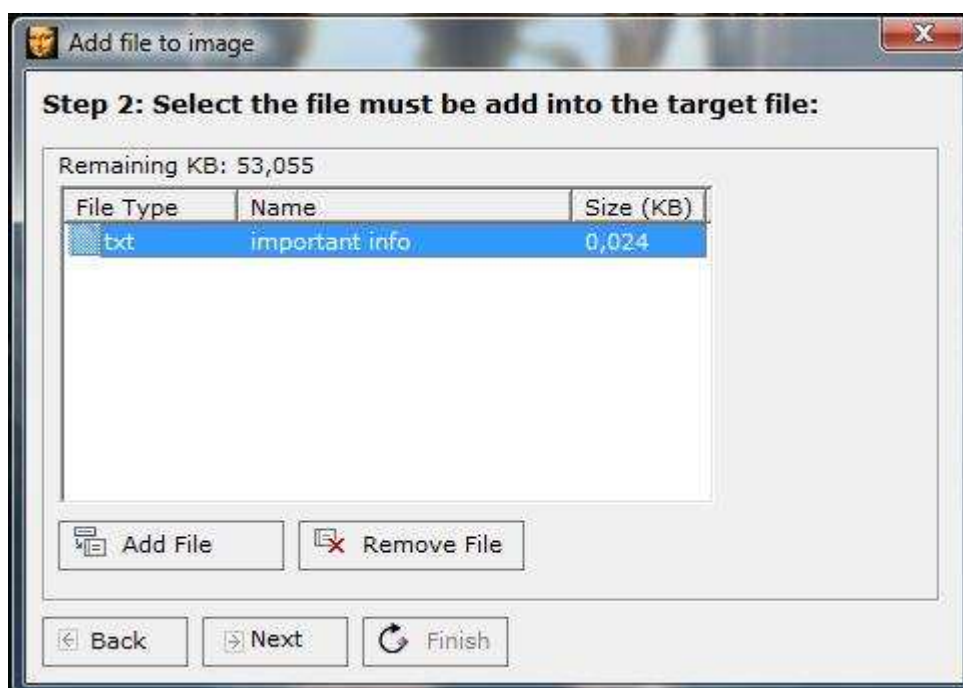 Add file to image
Step 2: Select the file must be add into the target file:
Remaining KB: 53,055
File Type Name Size (KB)
txt important info 0,024
Add File Remove File
Back Next Finish